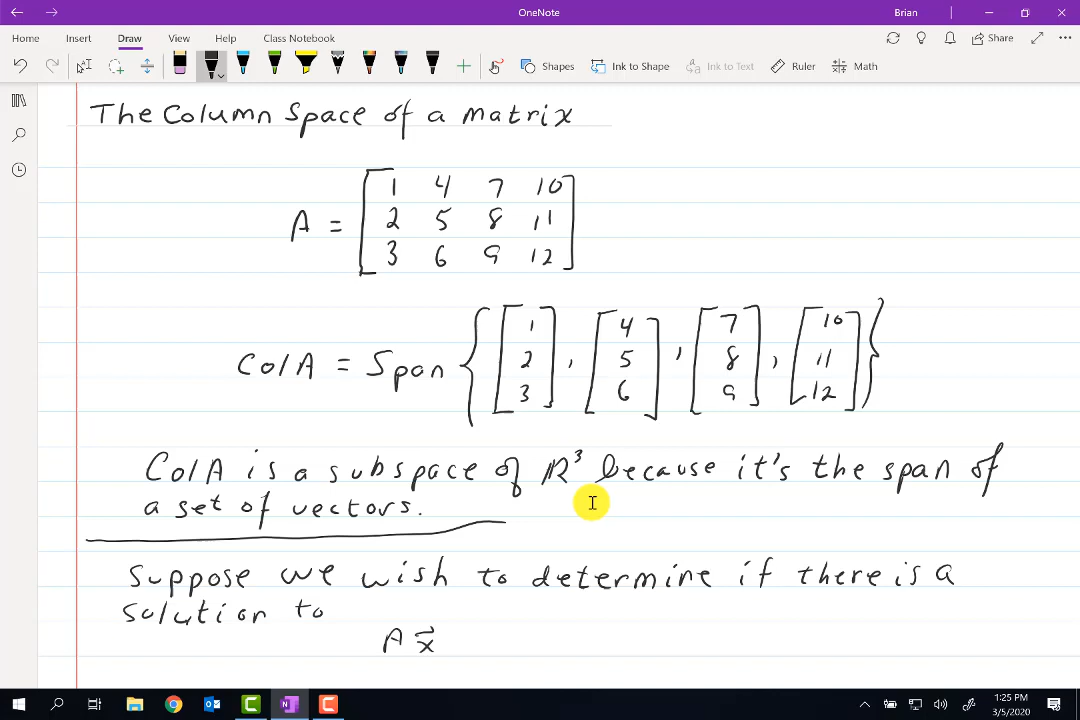 OneNote
Brian
Home Insert Draw View Help Class Notebook
Share
Shapes Ink to Shape Ink to Text Ruler Math
The Column Space of a matrix
A = [ 1 4 7 10
2 5 8 11
3 6 9 12 ]
Col A = Span { [ 1 2 3 ] , [ 4 5 6 ] , [ 7 8 9 ] , [ 10 11 12 ] }
Col A is a subspace of ℝ³ because it's the span of
a set of vectors.
Suppose we wish to determine if there is a
solution to
A x⃗
1:25 PM
3/5/2020